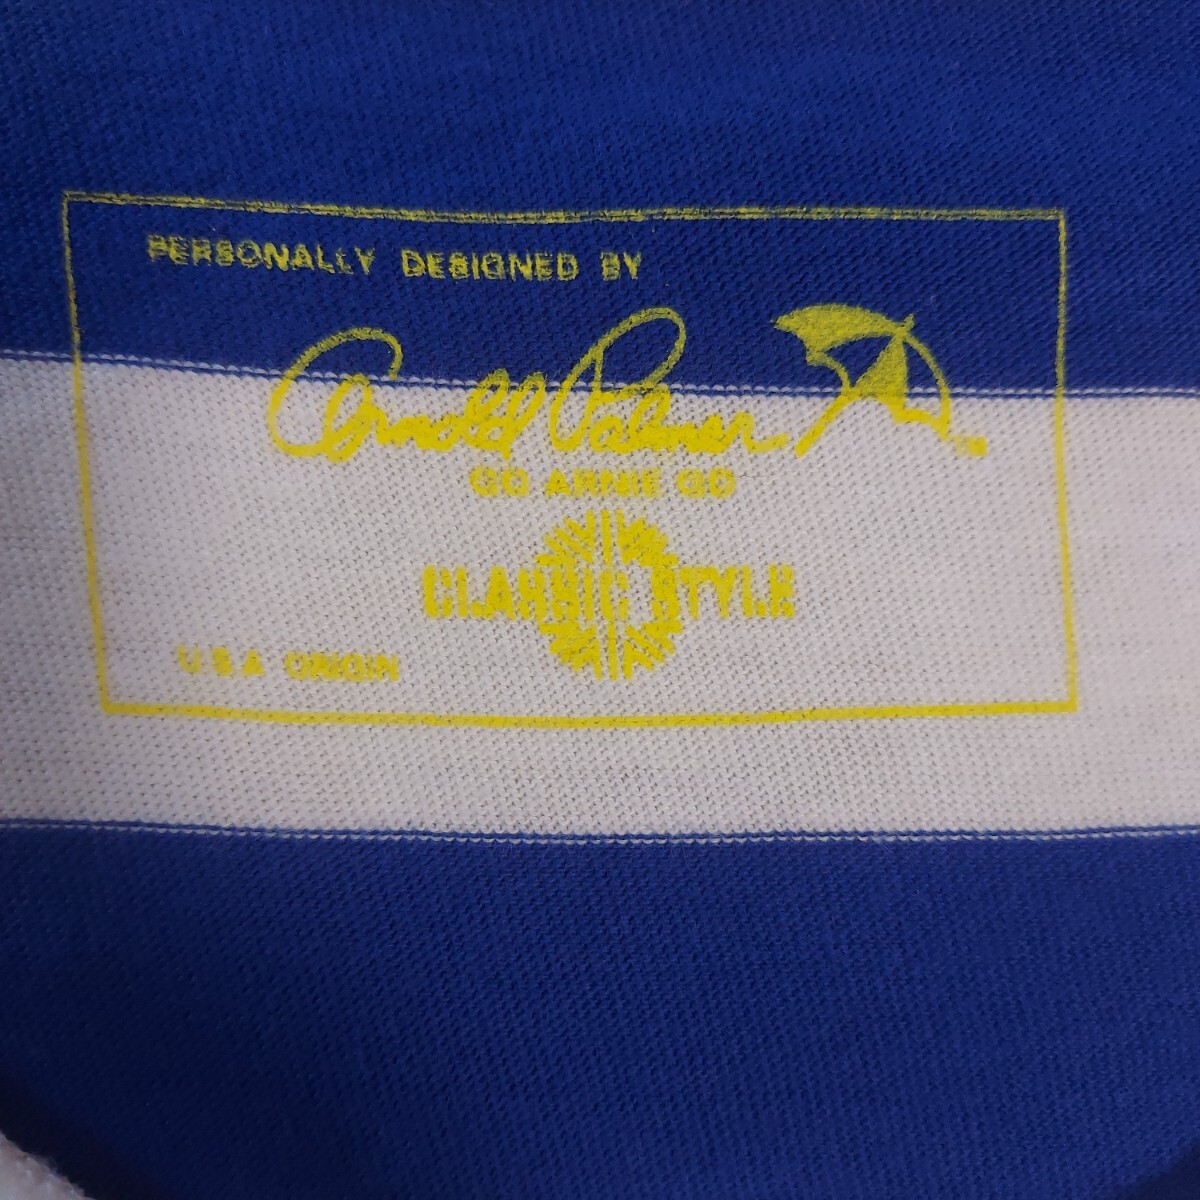 PERSONALLY DESIGNED BY
Arnold Palmer
GO ARNIE GO
CLASSIC STYLE
U.S.A ORIGIN